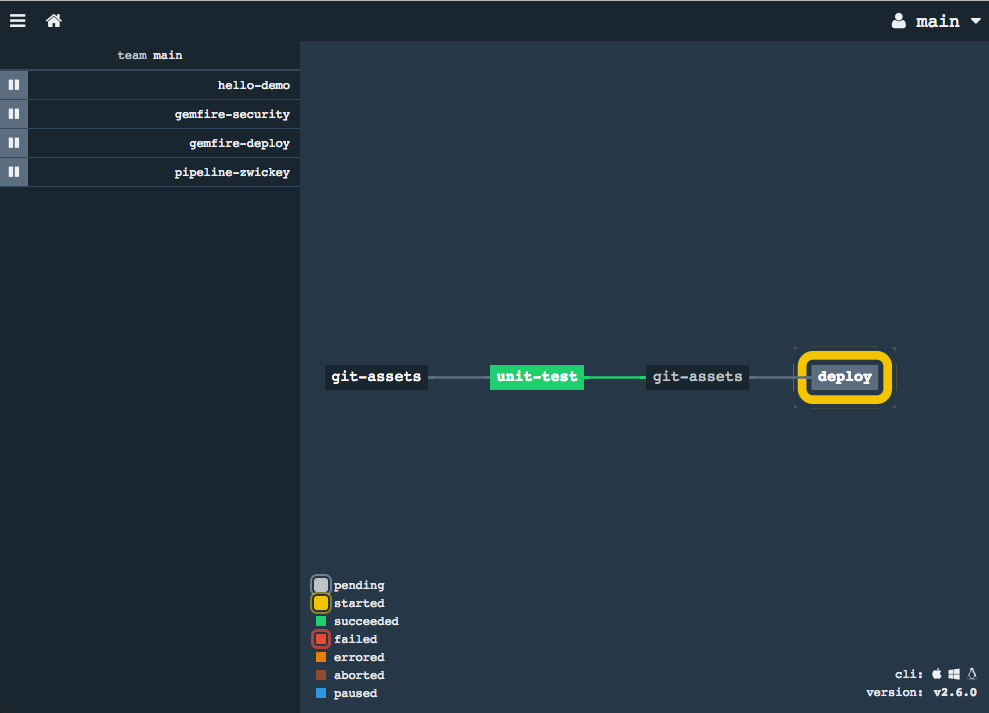 main
team main
hello-demo
gemfire-security
gemfire-deploy
pipeline-zwickey
git-assets unit-test git-assets deploy
pending
started
succeeded
failed
errored
aborted
paused
cli:
version: v2.6.0